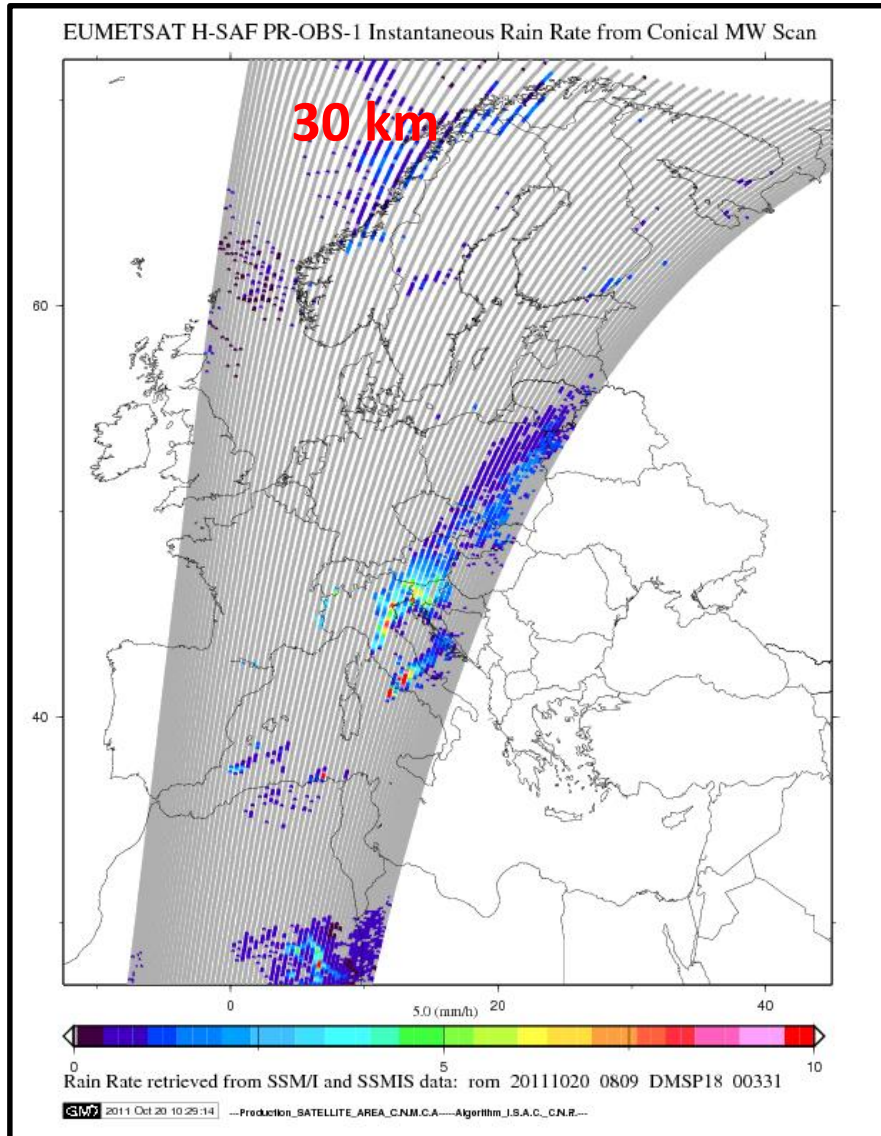 EUMETSAT H-SAF PR-OBS-1 Instantaneous Rain Rate from Conical MW Scan
30 km
60
40
0 20 40
5.0 (mm/h)
0 5 10
Rain Rate retrieved from SSM/I and SSMIS data: rom 20111020 0809 DMSP18 00331
GMT 2011 Oct 20 10:29:14 ---Production_SATELLITE_AREA_C.N.M.C.A-----Algorithm_I.S.A.C._C.N.R.---